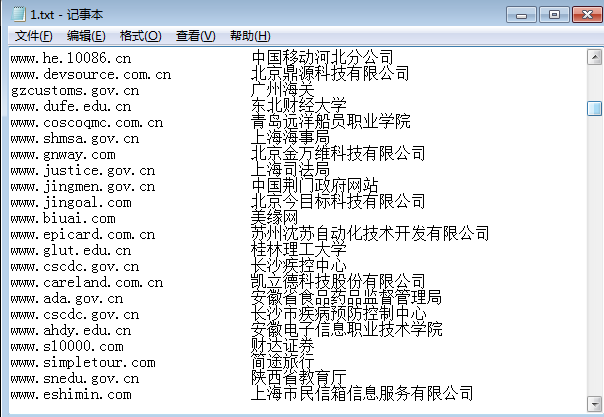 1.txt - 记事本
文件(F) 编辑(E) 格式(O) 查看(V) 帮助(H)
www.he.10086.cn 中国移动河北分公司
www.devsource.com.cn 北京鼎源科技有限公司
gzcustoms.gov.cn 广州海关
www.dufe.edu.cn 东北财经大学
www.coscoqmc.com.cn 青岛远洋船员职业学院
www.shmsa.gov.cn 上海海事局
www.gnway.com 北京金万维科技有限公司
www.justice.gov.cn 上海司法局
www.jingmen.gov.cn 中国荆门政府网站
www.jingoal.com 北京今目标科技有限公司
www.biuai.com 美缘网
www.epicard.com.cn 苏州沈苏自动化技术开发有限公司
www.glut.edu.cn 桂林理工大学
www.cscdc.gov.cn 长沙疾控中心
www.careland.com.cn 凯立德科技股份有限公司
www.ada.gov.cn 安徽省食品药品监督管理局
www.cscdc.gov.cn 长沙市疾病预防控制中心
www.ahdy.edu.cn 安徽电子信息职业技术学院
www.s10000.com 财达证券
www.simpletour.com 简途旅行
www.snedu.gov.cn 陕西省教育厅
www.eshimin.com 上海市民信箱信息服务有限公司